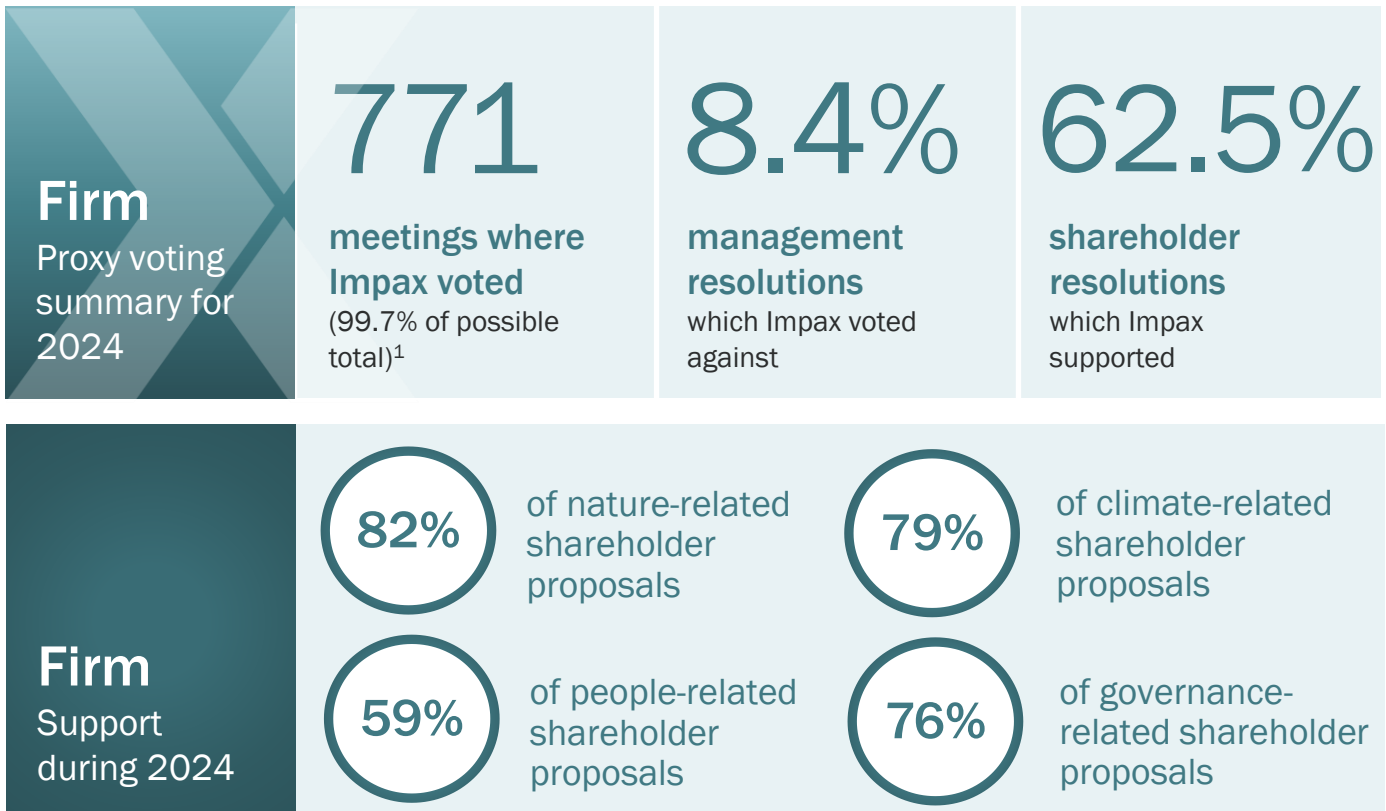 Firm
Proxy voting
summary for
2024
771
meetings where
Impax voted
(99.7% of possible
total)1
8.4%
management
resolutions
which Impax voted
against
62.5%
shareholder
resolutions
which Impax
supported
Firm
Support
during 2024
82%
of nature-related
shareholder
proposals
79%
of climate-related
shareholder
proposals
59%
of people-related
shareholder
proposals
76%
of governance-
related shareholder
proposals